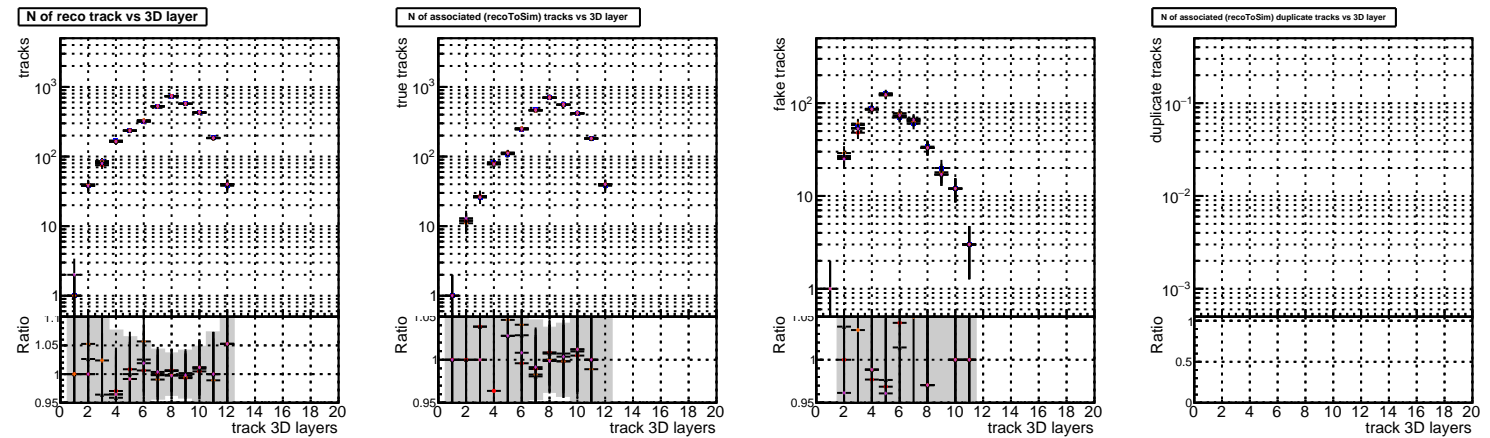 N of reco track vs 3D layer
tracks
10³
10²
10
1
Ratio
1.1
1.05
1
0.95
0 2 4 6 8 10 12 14 16 18 20
track 3D layers
N of associated (recoToSim) tracks vs 3D layer
true tracks
10³
10²
10
1
Ratio
1.05
1
0.95
0 2 4 6 8 10 12 14 16 18 20
track 3D layers
fake tracks
10²
10
1
Ratio
1.05
1
0.95
0 2 4 6 8 10 12 14 16 18 20
track 3D layers
N of associated (recoToSim) duplicate tracks vs 3D layer
duplicate tracks
10⁻¹
10⁻²
10⁻³
Ratio
1
0.5
0
0 2 4 6 8 10 12 14 16 18 20
track 3D layers